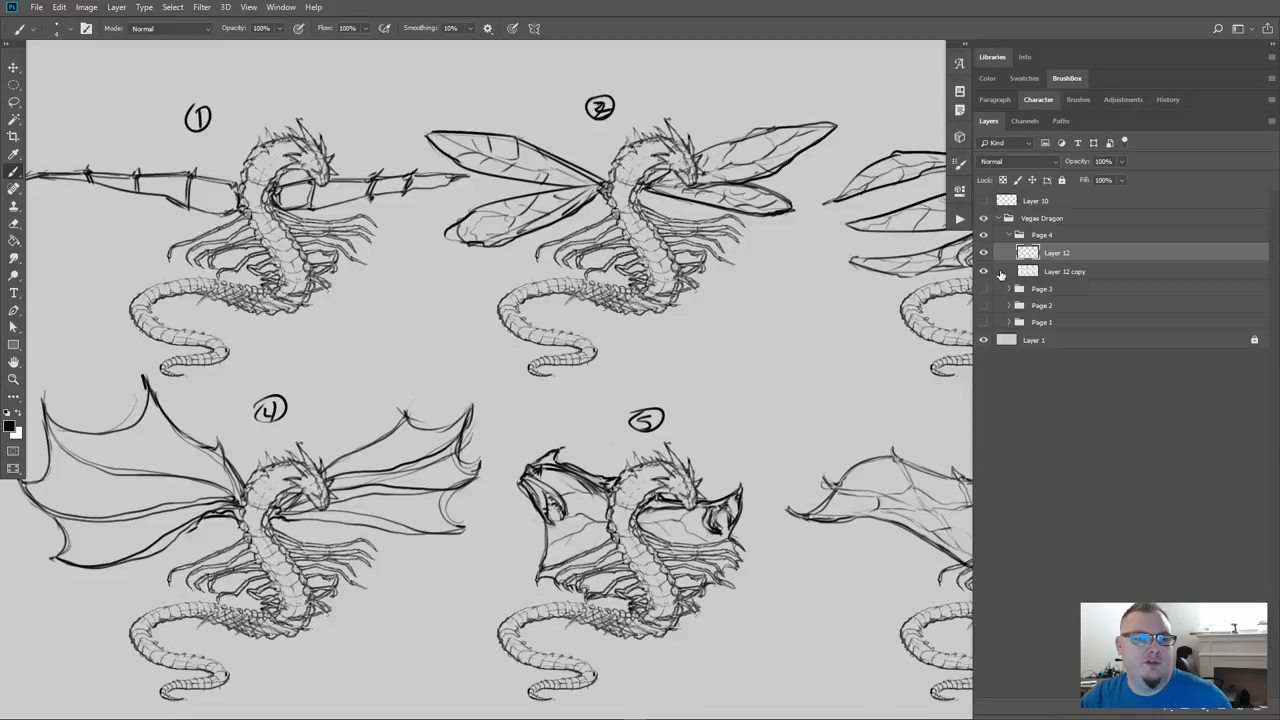 Ps File Edit Image Layer Type Select Filter 3D View Window Help
4 Mode: Normal Opacity: 100% Flow: 100% Smoothing: 10%
Libraries Info
Color Swatches BrushBox
Paragraph Character Brushes Adjustments History
Layers Channels Paths
Kind
Normal Opacity: 100%
Lock: Fill: 100%
Layer 10
Vegas Dragon
Page 4
Layer 12
Layer 12 copy
Page 3
Page 2
Page 1
Layer 1
1 2
4 5